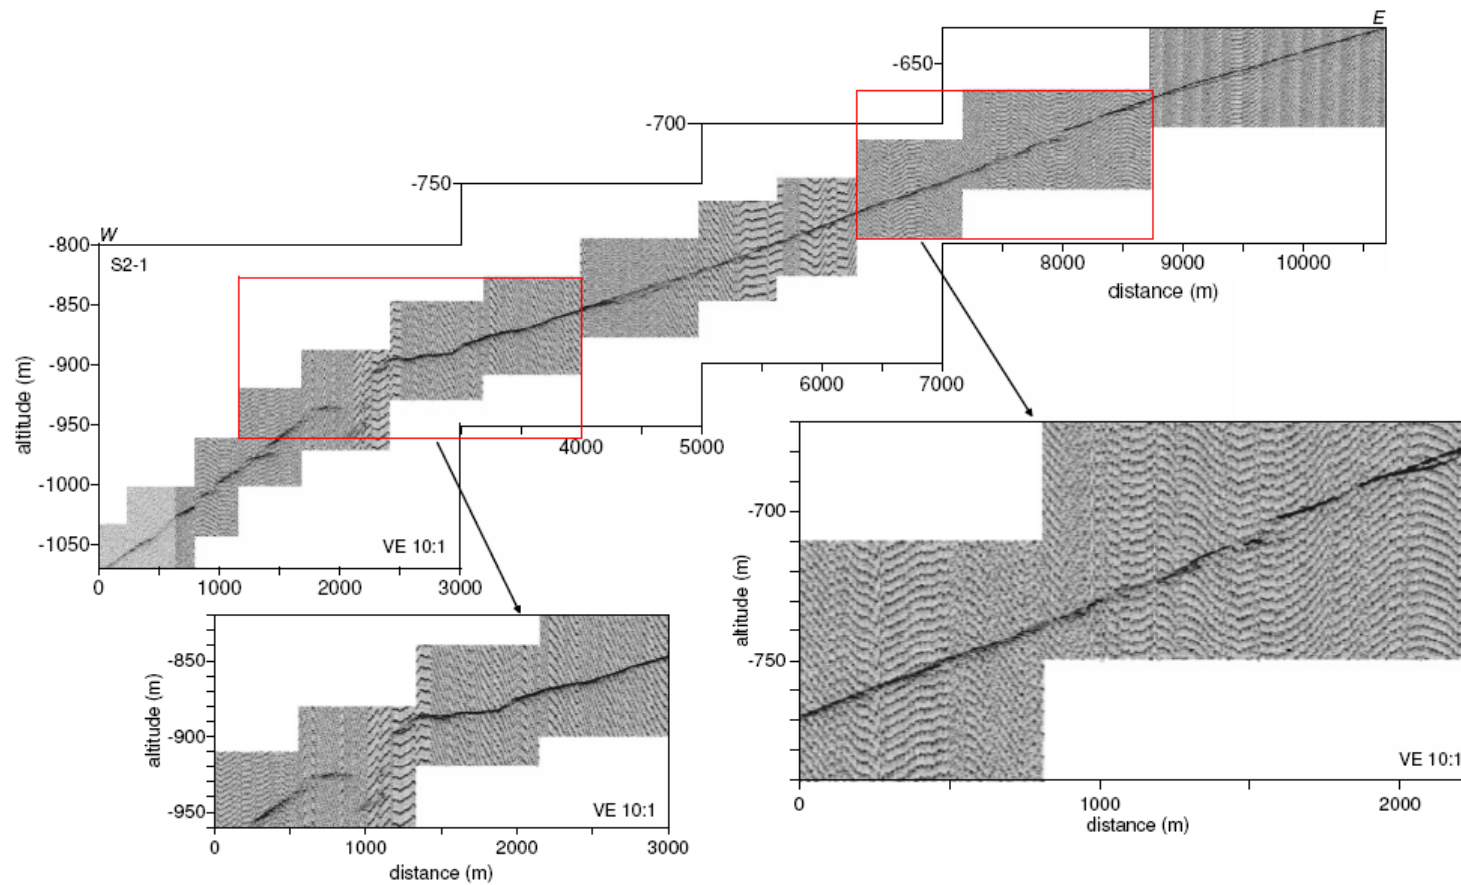 E
-650
-700
-750
W
-800
S2-1
8000 9000 10000
distance (m)
-850
-900
altitude (m)
6000 7000
-950
4000 5000
-1000
-1050
VE 10:1
0 1000 2000 3000
-850
-900
-950
altitude (m)
VE 10:1
0 1000 2000 3000
distance (m)
-700
-750
altitude (m)
VE 10:1
0 1000 2000
distance (m)